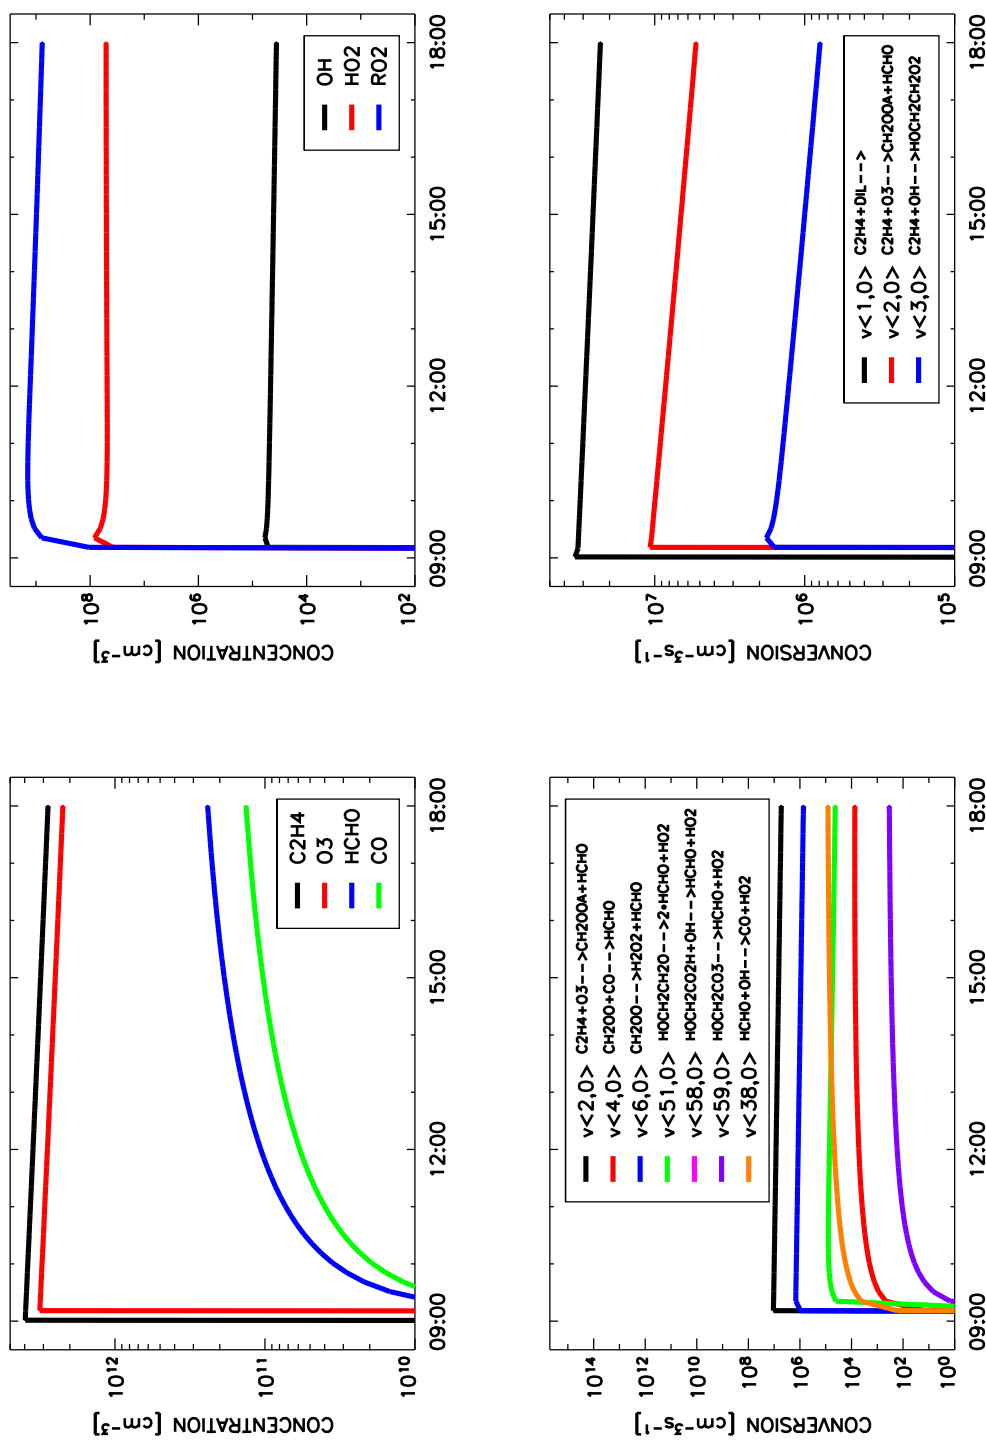 CONCENTRATION [cm-3]
10^12
10^11
10^10
C2H4
O3
HCHO
CO
09:00
12:00
15:00
18:00
CONVERSION [cm-3s-1]
10^14
10^12
10^10
10^8
10^6
10^4
10^2
10^0
v<2,0> C2H4+O3-->CH2OOA+HCHO
v<4,0> CH2OO+CO-->HCHO
v<6,0> CH2OO-->H2O2+HCHO
v<51,0> HOCH2CH2O-->2*HCHO+HO2
v<58,0> HOCH2CO2H+OH-->HCHO+HO2
v<59,0> HOCH2CO3-->HCHO+HO2
v<38,0> HCHO+OH-->CO+HO2
09:00
12:00
15:00
18:00
CONCENTRATION [cm-3]
10^8
10^6
10^4
10^2
OH
HO2
RO2
09:00
12:00
15:00
18:00
CONVERSION [cm-3s-1]
10^7
10^6
10^5
v<1,0> C2H4+DIL-->
v<2,0> C2H4+O3-->CH2OOA+HCHO
v<3,0> C2H4+OH-->HOCH2CH2O2
09:00
12:00
15:00
18:00